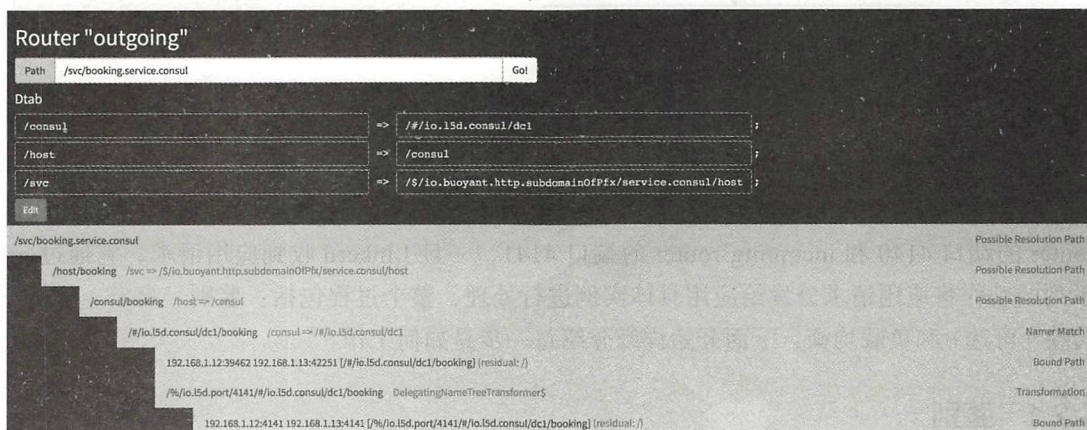 Router "outgoing"
Path /svc/booking.service.consul Go!
Dtab
/consul => /#/io.l5d.consul/dc1 ;
/host => /consul ;
/svc => /$/io.buoyant.http.subdomainOfPfx/service.consul/host ;
Edit
/svc/booking.service.consul Possible Resolution Path
/host/booking /svc => /$/io.buoyant.http.subdomainOfPfx/service.consul/host Possible Resolution Path
/consul/booking /host => /consul Possible Resolution Path
/#/io.l5d.consul/dc1/booking /consul => /#/io.l5d.consul/dc1 Namer Match
192.168.1.12:39462 192.168.1.13:42251 [/#/io.l5d.consul/dc1/booking] (residual: /) Bound Path
/%/io.l5d.port/4141/#/io.l5d.consul/dc1/booking DelegatingNameTreeTransformer$ Transformation
192.168.1.12:4141 192.168.1.13:4141 [/%/io.l5d.port/4141/#/io.l5d.consul/dc1/booking] (residual: /) Bound Path